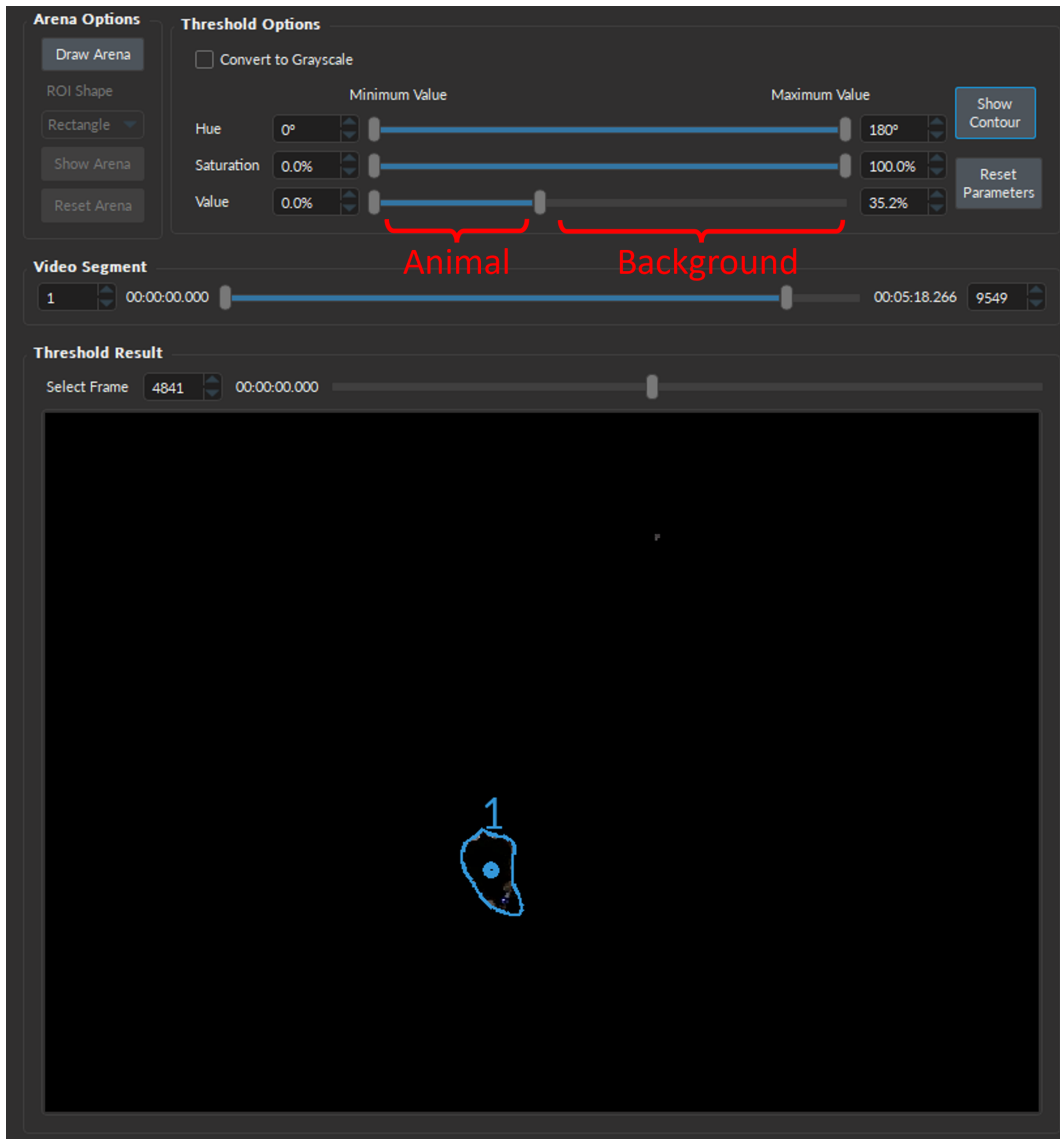 Arena Options
Draw Arena
ROI Shape
Rectangle
Show Arena
Reset Arena
Threshold Options
Convert to Grayscale
Minimum Value Maximum Value
Hue 0º 180º
Saturation 0.0% 100.0%
Value 0.0% 35.2%
Show
Contour
Reset
Parameters
Animal Background
Video Segment
1 00:00:00.000 00:05:18.266 9549
Threshold Result
Select Frame 4841 00:00:00.000
1